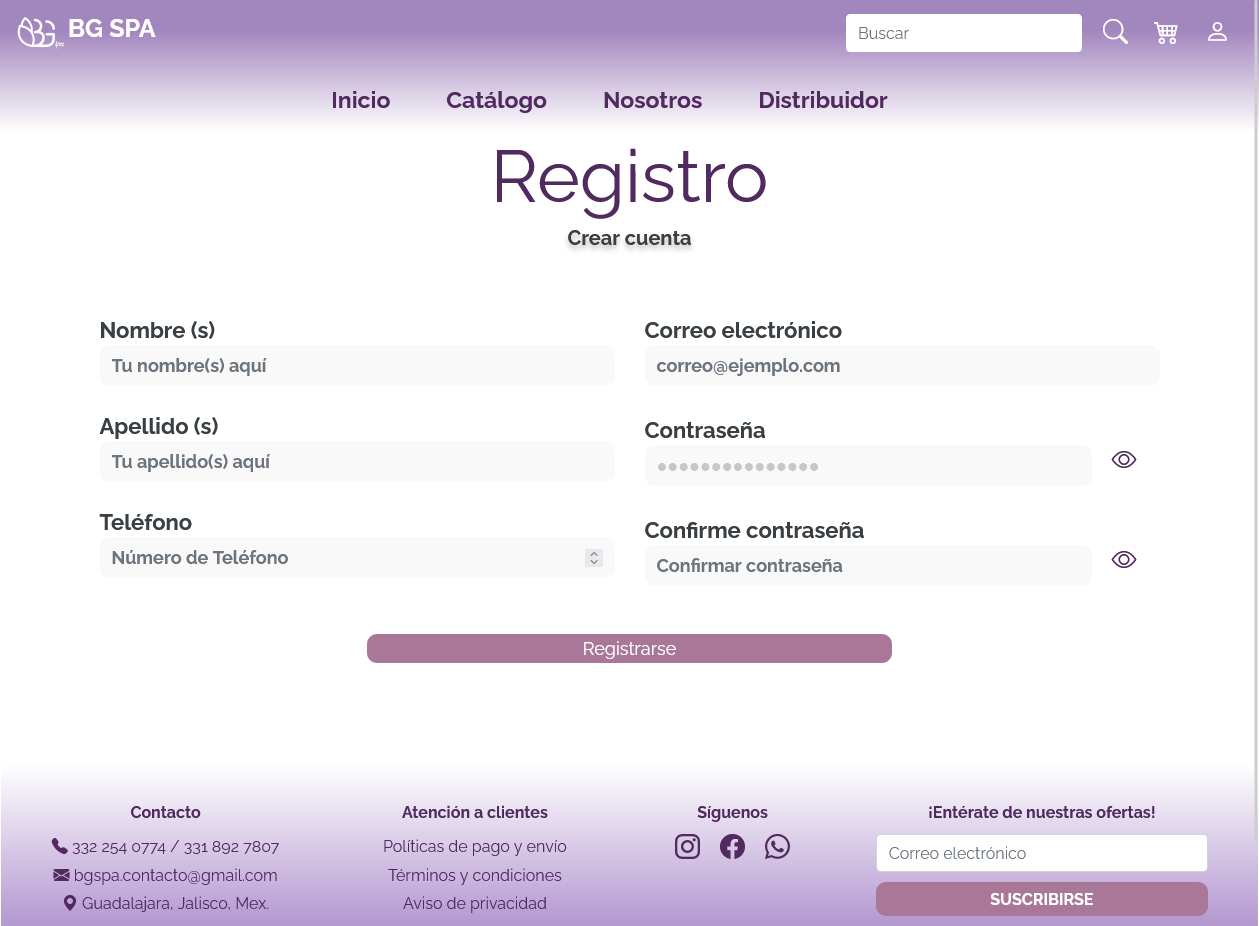 BG SPA
Buscar
Inicio Catálogo Nosotros Distribuidor
Registro
Crear cuenta
Nombre (s)
Tu nombre(s) aquí
Apellido (s)
Tu apellido(s) aquí
Teléfono
Número de Teléfono
Correo electrónico
correo@ejemplo.com
Contraseña
●●●●●●●●●●●●●●●
Confirme contraseña
Confirmar contraseña
Registrarse
Contacto
332 254 0774 / 331 892 7807
bgspa.contacto@gmail.com
Guadalajara, Jalisco, Mex.
Atención a clientes
Políticas de pago y envío
Términos y condiciones
Aviso de privacidad
Síguenos
¡Entérate de nuestras ofertas!
Correo electrónico
SUSCRIBIRSE